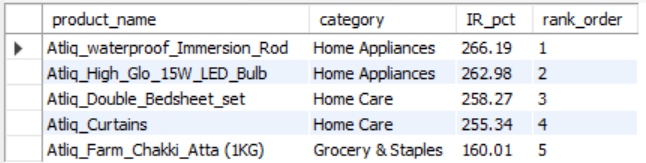 product_name category IR_pct rank_order
Atliq_waterproof_Immersion_Rod Home Appliances 266.19 1
Atliq_High_Glo_15W_LED_Bulb Home Appliances 262.98 2
Atliq_Double_Bedsheet_set Home Care 258.27 3
Atliq_Curtains Home Care 255.34 4
Atliq_Farm_Chakki_Atta (1KG) Grocery & Staples 160.01 5